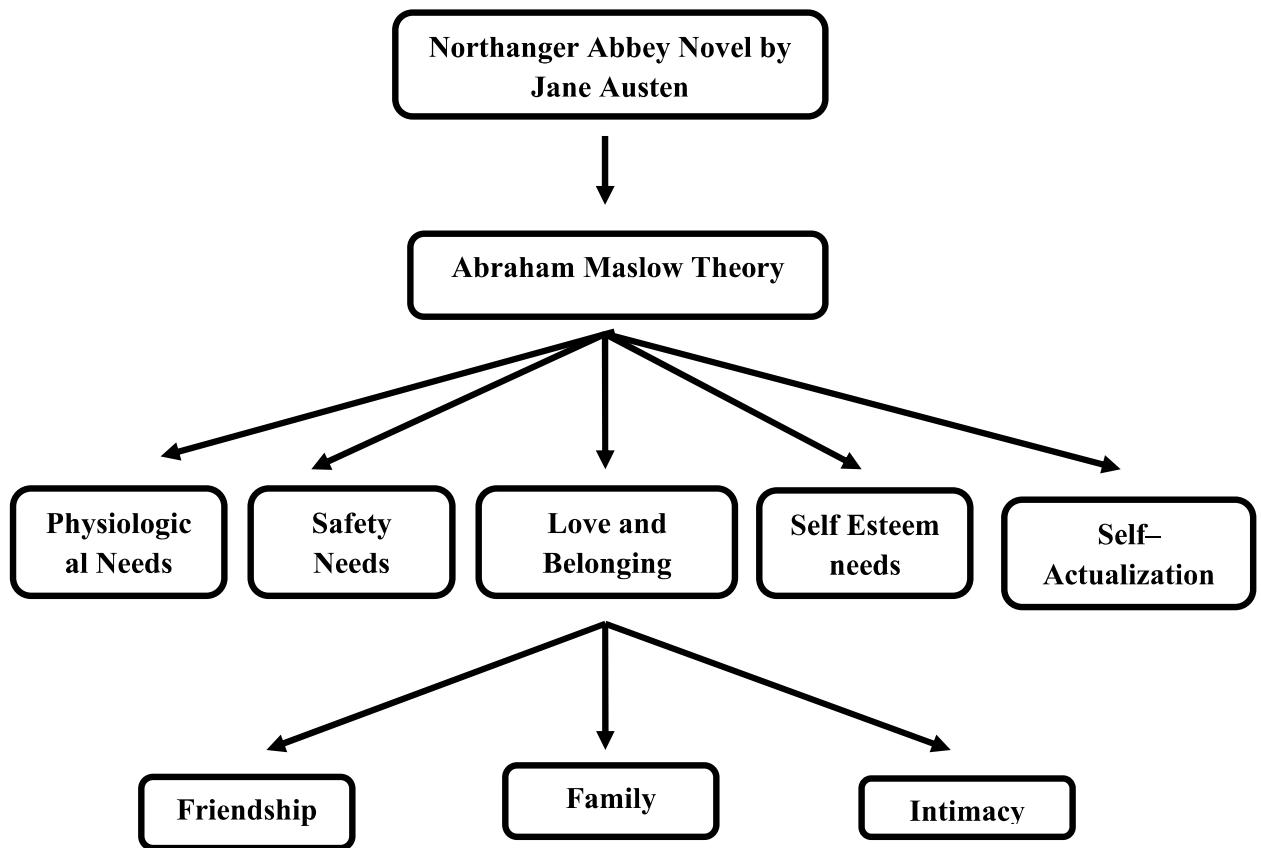 Northanger Abbey Novel by
Jane Austen
Abraham Maslow Theory
Physiologic
al Needs
Safety
Needs
Love and
Belonging
Self Esteem
needs
Self–
Actualization
Friendship
Family
Intimacy